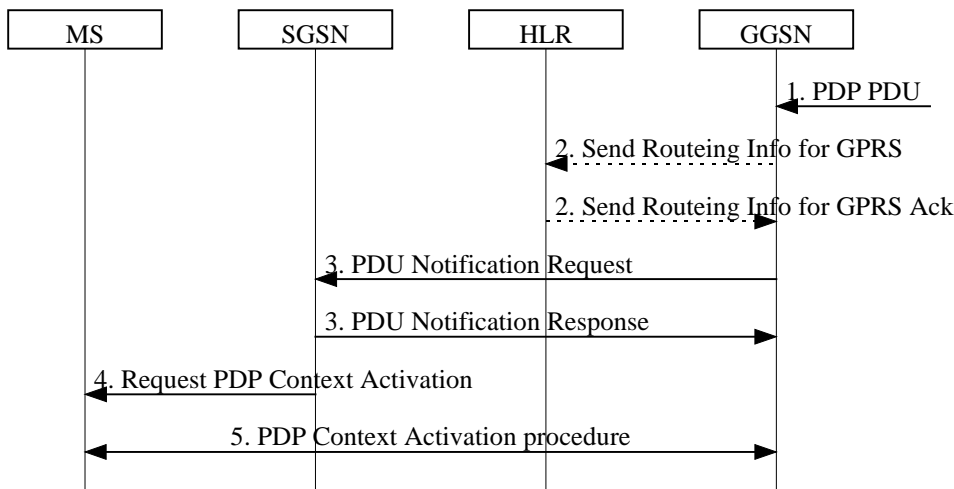 MS SGSN HLR GGSN
1. PDP PDU
2. Send Routeing Info for GPRS
2. Send Routeing Info for GPRS Ack
3. PDU Notification Request
3. PDU Notification Response
4. Request PDP Context Activation
5. PDP Context Activation procedure